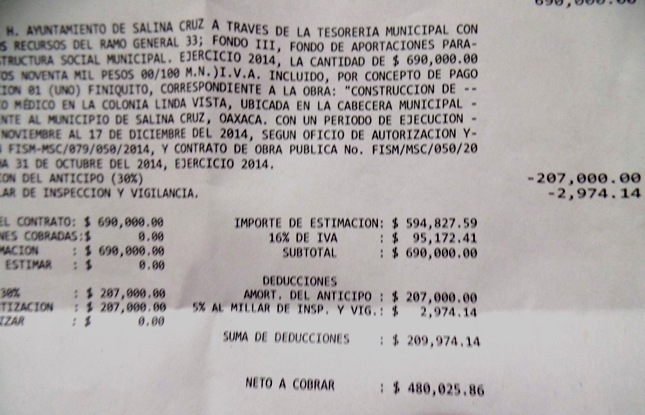 690,000.00
H. AYUNTAMIENTO DE SALINA CRUZ A TRAVES DE LA TESORERIA MUNICIPAL CON
S RECURSOS DEL RAMO GENERAL 33; FONDO III, FONDO DE APORTACIONES PARA-
STRUCTURA SOCIAL MUNICIPAL. EJERCICIO 2014, LA CANTIDAD DE $ 690,000.00
TOS NOVENTA MIL PESOS 00/100 M.N.)I.V.A. INCLUIDO, POR CONCEPTO DE PAGO
CION 01 (UNO) FINIQUITO, CORRESPONDIENTE A LA OBRA: "CONSTRUCCION DE --
O MÉDICO EN LA COLONIA LINDA VISTA, UBICADA EN LA CABECERA MUNICIPAL -
NTE AL MUNICIPIO DE SALINA CRUZ, OAXACA. CON UN PERIODO DE EJECUCION -
NOVIEMBRE AL 17 DE DICIEMBRE DEL 2014, SEGUN OFICIO DE AUTORIZACION Y-
FISM-MSC/079/050/2014, Y CONTRATO DE OBRA PUBLICA No. FISM/MSC/050/20
HA 31 DE OCTUBRE DEL 2014, EJERCICIO 2014.
ION DEL ANTICIPO (30%) -207,000.00
LAR DE INSPECCION Y VIGILANCIA. -2,974.14
EL CONTRATO: $ 690,000.00 IMPORTE DE ESTIMACION: $ 594,827.59
NES COBRADAS:$ 0.00 16% DE IVA : $ 95,172.41
MACION : $ 690,000.00 SUBTOTAL : $ 690,000.00
ESTIMAR : $ 0.00
DEDUCCIONES
30% : $ 207,000.00 AMORT. DEL ANTICIPO : $ 207,000.00
TIZACION : $ 207,000.00 5% AL MILLAR DE INSP. Y VIG.: $ 2,974.14
IZAR : $ 0.00
SUMA DE DEDUCCIONES : $ 209,974.14
NETO A COBRAR : $ 480,025.86